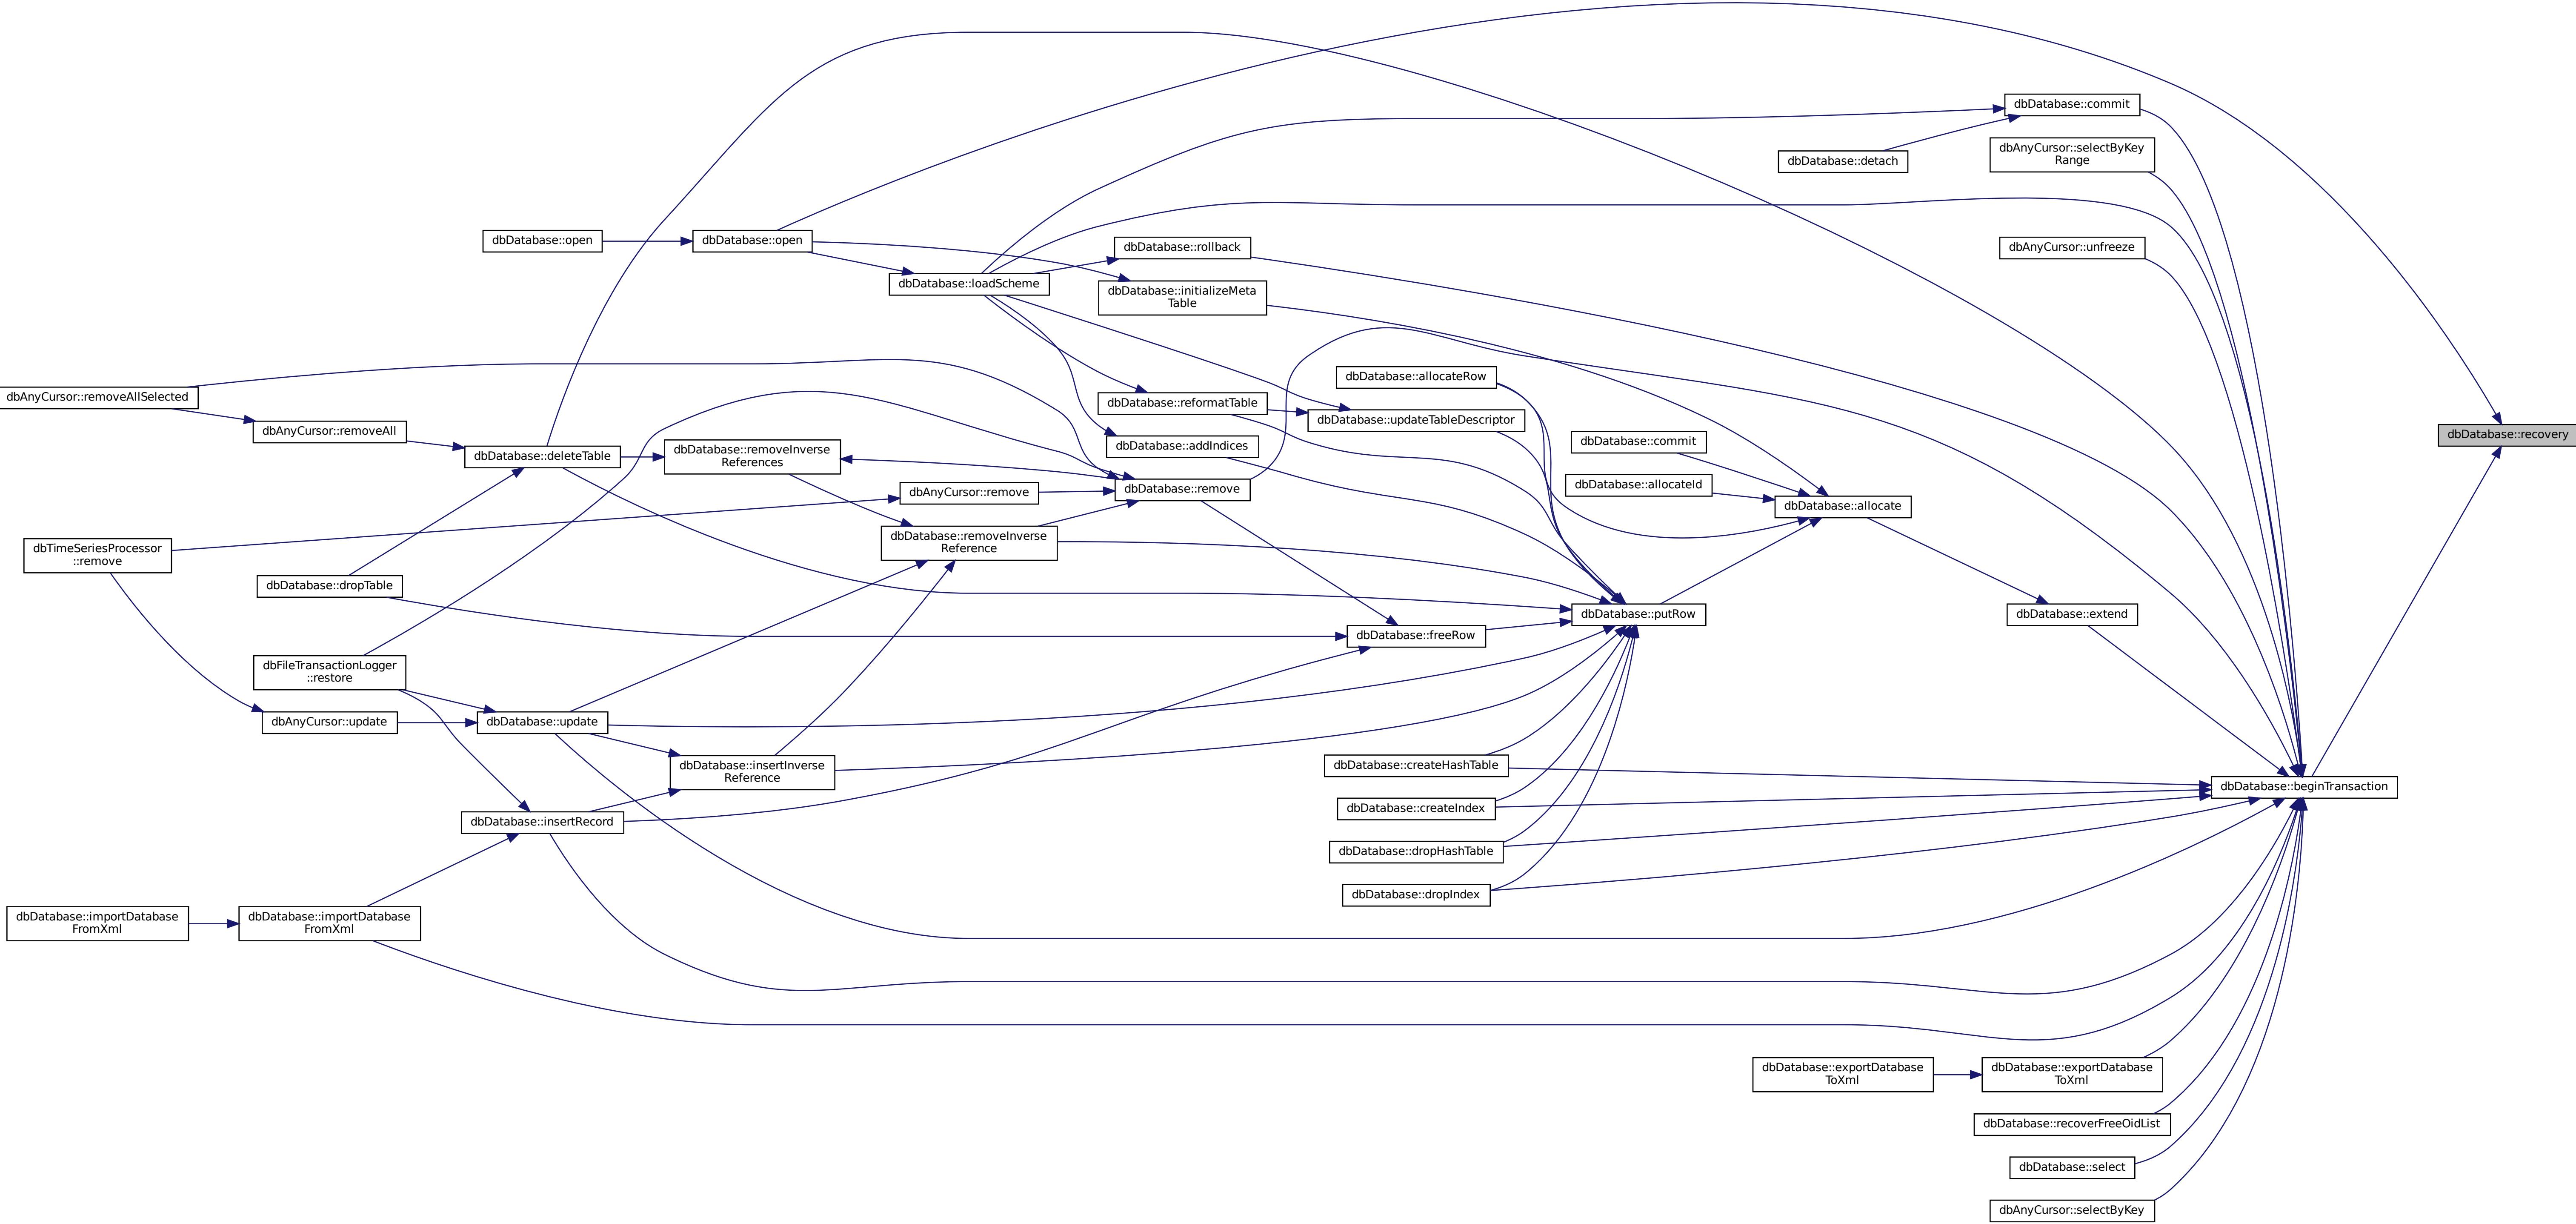 dbDatabase::commit
dbAnyCursor::selectByKey
Range
dbDatabase::detach
dbDatabase::open
dbDatabase::open
dbDatabase::rollback
dbAnyCursor::unfreeze
dbDatabase::loadScheme
dbDatabase::initializeMeta
Table
dbDatabase::allocateRow
dbAnyCursor::removeAllSelected
dbDatabase::reformatTable
dbDatabase::updateTableDescriptor
dbAnyCursor::removeAll
dbDatabase::recovery
dbDatabase::commit
dbDatabase::addIndices
dbDatabase::deleteTable
dbDatabase::removeInverse
References
dbDatabase::allocateId
dbAnyCursor::remove
dbDatabase::remove
dbDatabase::allocate
dbDatabase::removeInverse
Reference
dbTimeSeriesProcessor
::remove
dbDatabase::dropTable
dbDatabase::putRow
dbDatabase::extend
dbDatabase::freeRow
dbFileTransactionLogger
::restore
dbAnyCursor::update
dbDatabase::update
dbDatabase::insertInverse
Reference
dbDatabase::createHashTable
dbDatabase::beginTransaction
dbDatabase::createIndex
dbDatabase::insertRecord
dbDatabase::dropHashTable
dbDatabase::dropIndex
dbDatabase::importDatabase
FromXml
dbDatabase::importDatabase
FromXml
dbDatabase::exportDatabase
ToXml
dbDatabase::exportDatabase
ToXml
dbDatabase::recoverFreeOidList
dbDatabase::select
dbAnyCursor::selectByKey